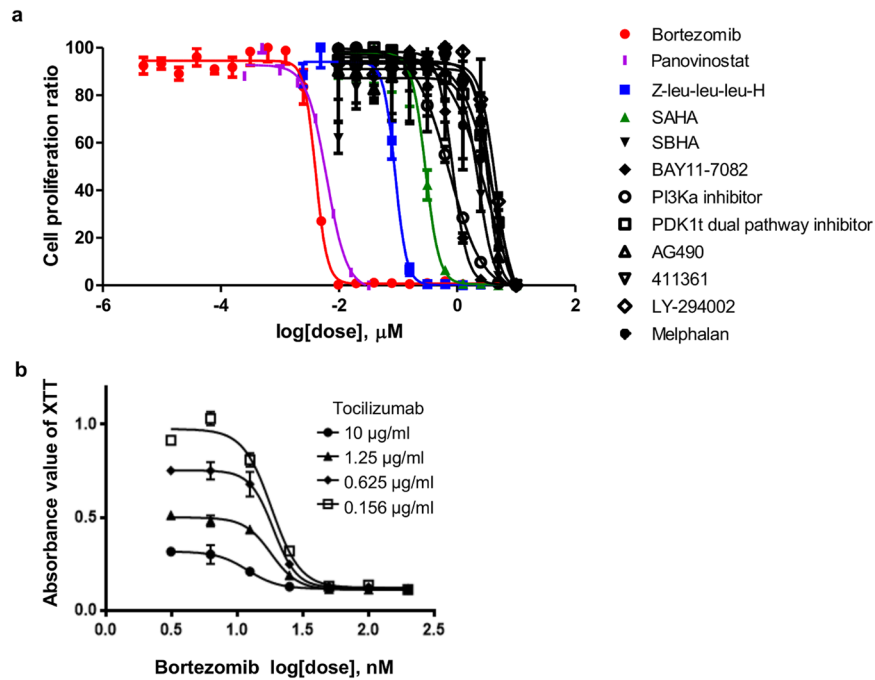 a
Cell proliferation ratio
100
80
60
40
20
0
-6
-4
-2
0
2
log[dose], μM
Bortezomib
Panovinostat
Z-leu-leu-leu-H
SAHA
SBHA
BAY11-7082
PI3Ka inhibitor
PDK1t dual pathway inhibitor
AG490
411361
LY-294002
Melphalan
b
Absorbance value of XTT
1.0
0.5
0.0
0.0
0.5
1.0
1.5
2.0
2.5
Bortezomib log[dose], nM
Tocilizumab
10 μg/ml
1.25 μg/ml
0.625 μg/ml
0.156 μg/ml